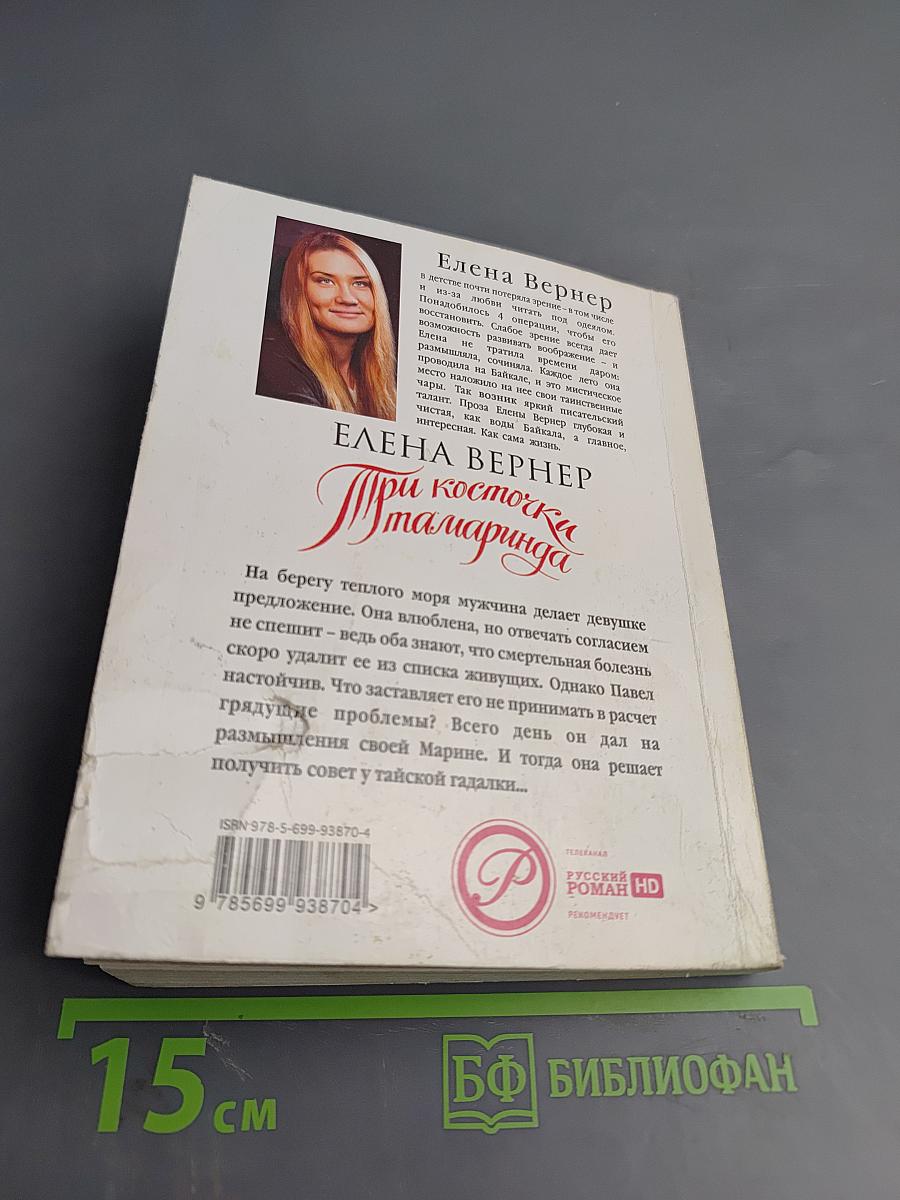 Елена Вернер
в детстве почти потеряла зрение – в том числе
и из-за любви читать под одеялом.
Понадобилось 4 операции, чтобы его
восстановить. Слабое зрение всегда дает
возможность развивать воображение – и
Елена не тратила времени даром:
размышляла, сочиняла. Каждое лето она
проводила на Байкале, и это мистическое
место наложило на нее свои таинственные
чары. Так возник яркий писательский
талант. Проза Елены Вернер глубокая и
чистая, как воды Байкала, а главное,
интересная. Как сама жизнь.
ЕЛЕНА ВЕРНЕР
Три косточки
тамаринда
На берегу теплого моря мужчина делает девушке
предложение. Она влюблена, но отвечать согласием
не спешит – ведь оба знают, что смертельная болезнь
скоро удалит ее из списка живущих. Однако Павел
настойчив. Что заставляет его не принимать в расчет
грядущие проблемы? Всего день он дал на
размышления своей Марине. И тогда она решает
получить совет у тайской гадалки...
ISBN 978-5-699-93870-4
9 785699 938704 >
Р
ТЕЛЕКАНАЛ
РУССКИЙ
РОМАН HD
РЕКОМЕНДУЕТ
15 см
БФ БИБЛИОФАН